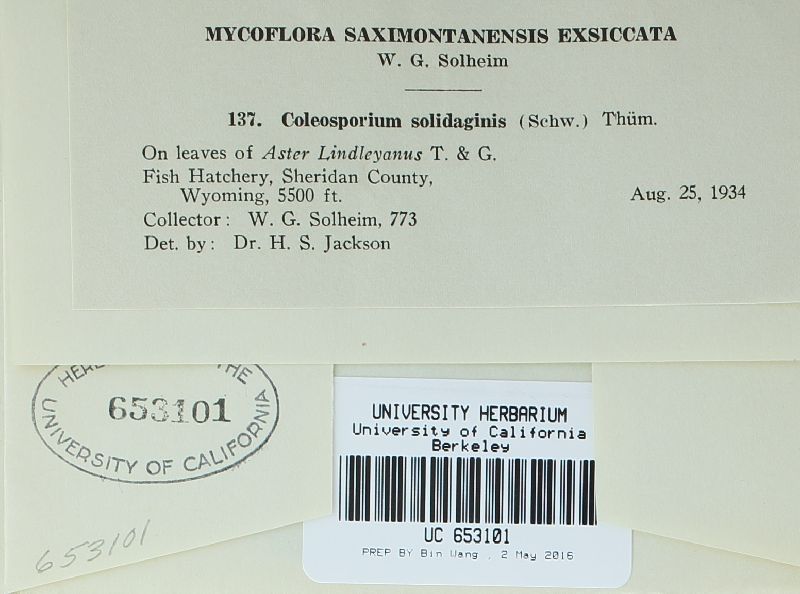 MYCOFLORA SAXIMONTANENSIS EXSICCATA
W. G. Solheim
137. Coleosporium solidaginis (Schw.) Thüm.
On leaves of Aster Lindleyanus T. & G.
Fish Hatchery, Sheridan County,
Wyoming, 5500 ft. Aug. 25, 1934
Collector: W. G. Solheim, 773
Det. by: Dr. H. S. Jackson
THE
653101
UNIVERSITY OF CALIFORNIA
653101
UNIVERSITY HERBARIUM
University of California
Berkeley
UC 653101
PREP BY Bin Wang , 2 May 2016